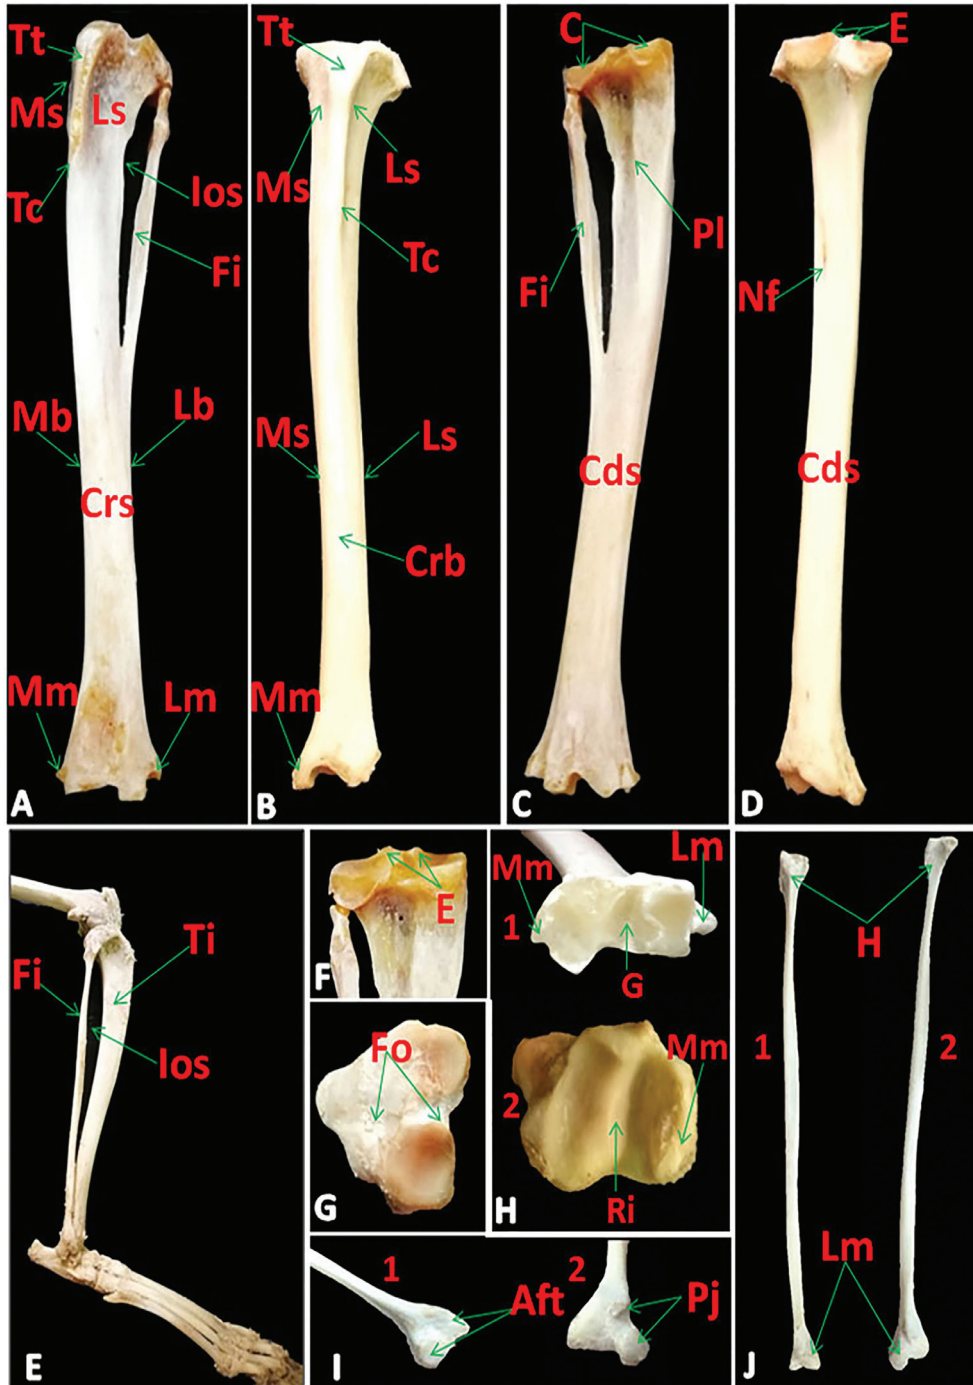 Tt
Ms
Ls
Tc
Ios
Fi
Mb
Lb
Crs
Mm
Lm
A
Tt
Ms
Ls
Tc
Ms
Ls
Crb
Mm
B
C
Fi
Pl
Cds
C
E
Nf
Cds
D
Fi
Ti
Ios
E
E
F
Fo
G
Mm
Lm
1
G
Mm
2
Ri
H
1
2
Aft
Pj
I
H
1
2
Lm
J